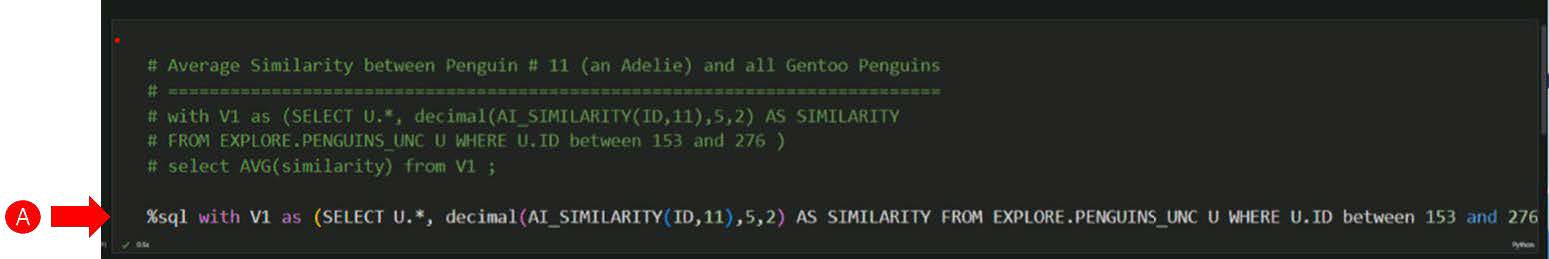 # Average Similarity between Penguin # 11 (an Adelie) and all Gentoo Penguins
# ===========================================================================
# with V1 as (SELECT U.*, decimal(AI_SIMILARITY(ID,11),5,2) AS SIMILARITY
# FROM EXPLORE.PENGUINS_UNC U WHERE U.ID between 153 and 276 )
# select AVG(similarity) from V1 ;
A
%sql with V1 as (SELECT U.*, decimal(AI_SIMILARITY(ID,11),5,2) AS SIMILARITY FROM EXPLORE.PENGUINS_UNC U WHERE U.ID between 153 and 276
✓ 0.5s
Python